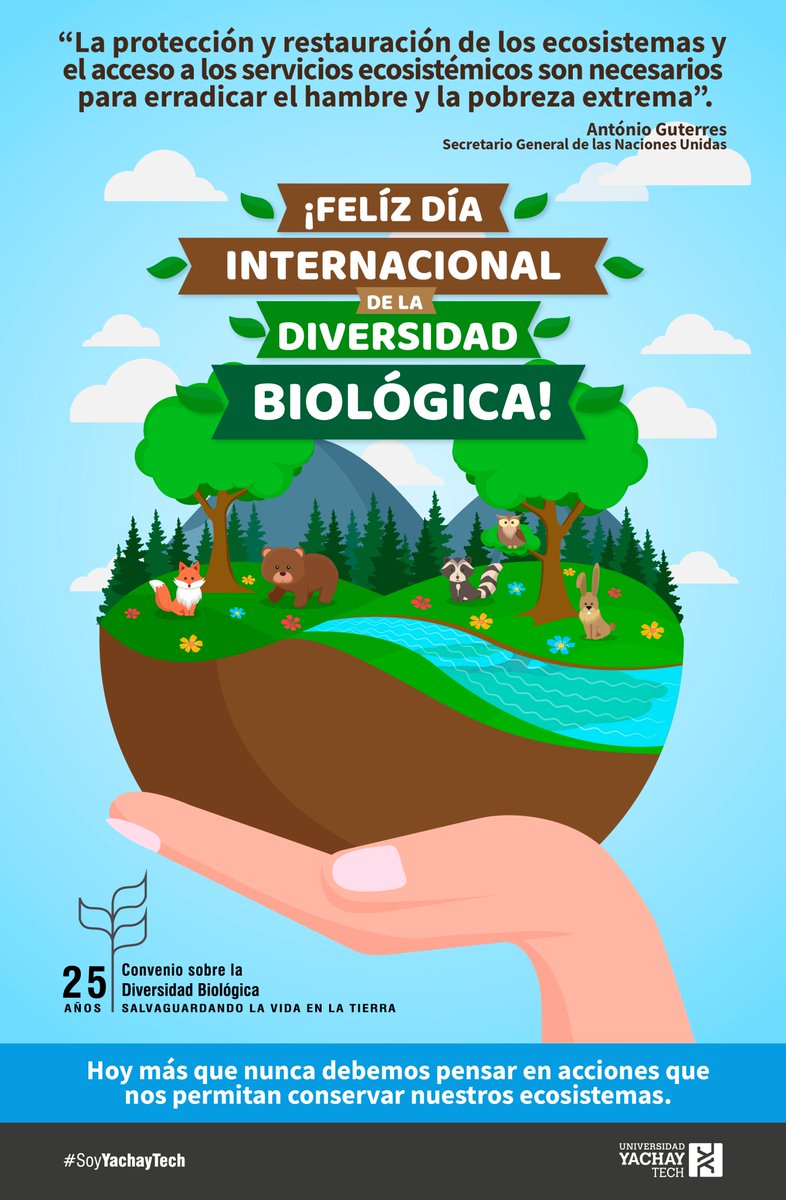 “La protección y restauración de los ecosistemas y
el acceso a los servicios ecosistémicos son necesarios
para erradicar el hambre y la pobreza extrema”.
António Guterres
Secretario General de las Naciones Unidas
¡FELÍZ DÍA
INTERNACIONAL
DE LA
DIVERSIDAD
BIOLÓGICA!
25
AÑOS
Convenio sobre la
Diversidad Biológica
SALVAGUARDANDO LA VIDA EN LA TIERRA
Hoy más que nunca debemos pensar en acciones que
nos permitan conservar nuestros ecosistemas.
#SoyYachayTech
UNIVERSIDAD
YACHAY
TECH